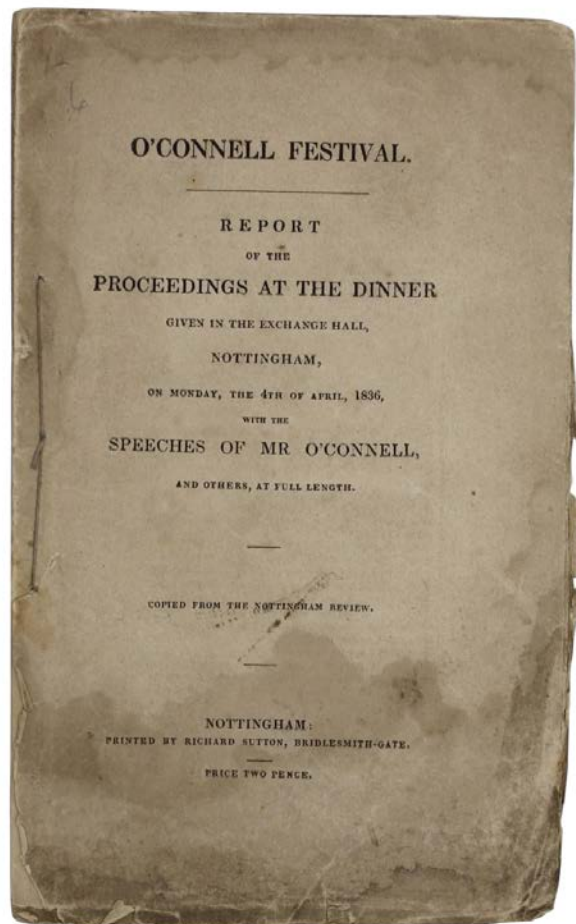 O'CONNELL FESTIVAL.
REPORT
OF THE
PROCEEDINGS AT THE DINNER
GIVEN IN THE EXCHANGE HALL,
NOTTINGHAM,
ON MONDAY, THE 4TH OF APRIL, 1836,
WITH THE
SPEECHES OF MR O'CONNELL,
AND OTHERS, AT FULL LENGTH.
COPIED FROM THE NOTTINGHAM REVIEW.
NOTTINGHAM:
PRINTED BY RICHARD SUTTON, BRIDLESMITH-GATE.
PRICE TWO PENCE.